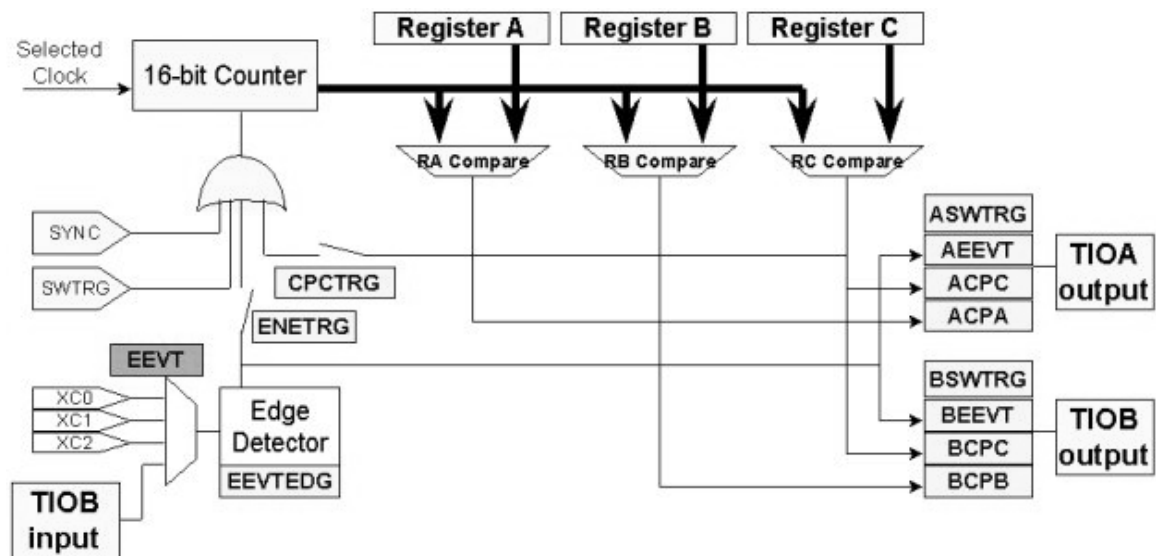 Register A
Register B
Register C
Selected
Clock
16-bit Counter
RA Compare
RB Compare
RC Compare
SYNC
SWTRG
CPCTRG
ENETRG
EEVT
XC0
XC1
XC2
Edge
Detector
EEVTEDG
TIOB
input
ASWTRG
AEEVT
ACPC
ACPA
TIOA
output
BSWTRG
BEEVT
BCPC
BCPB
TIOB
output